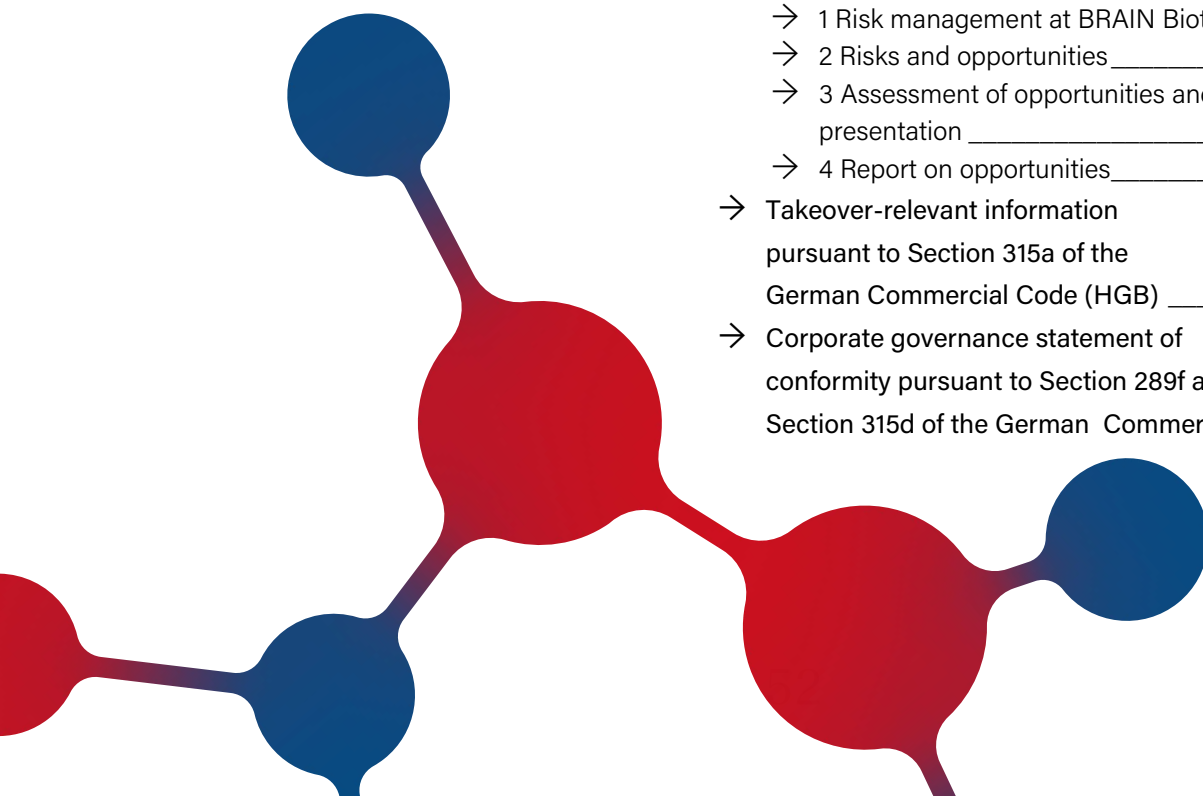 → 1 Risk management at BRAIN Biot
→ 2 Risks and opportunities
→ 3 Assessment of opportunities an
presentation
→ 4 Report on opportunities
→ Takeover-relevant information
pursuant to Section 315a of the
German Commercial Code (HGB)
→ Corporate governance statement of
conformity pursuant to Section 289f a
Section 315d of the German Commer